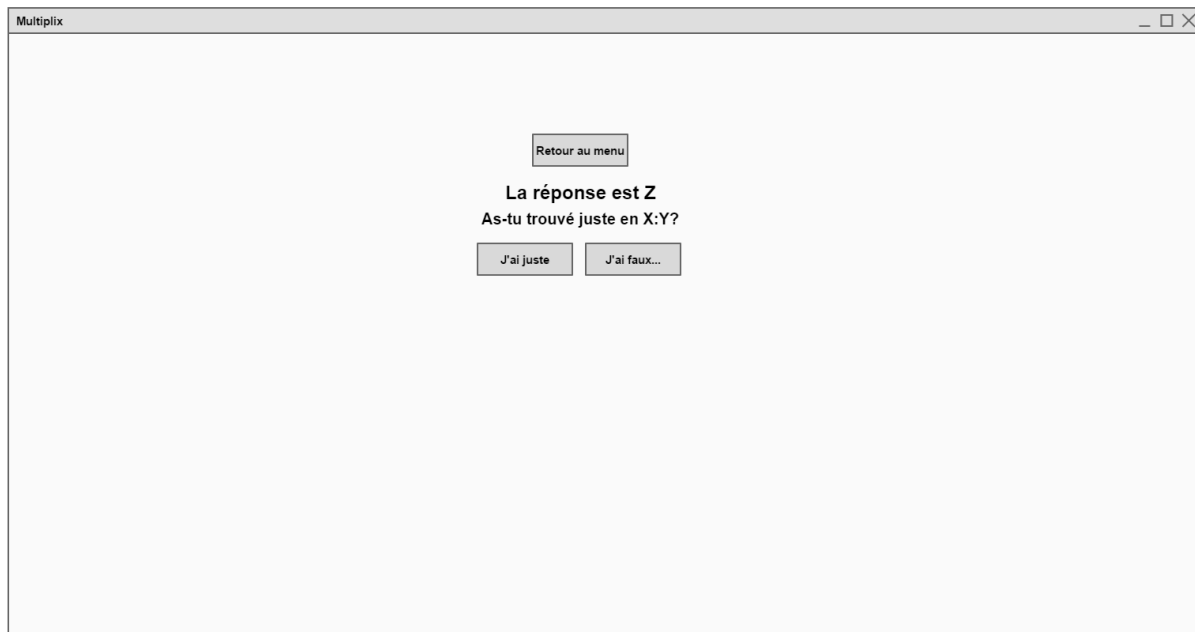 Multiplix
Retour au menu
La réponse est Z
As-tu trouvé juste en X:Y?
J'ai juste
J'ai faux...